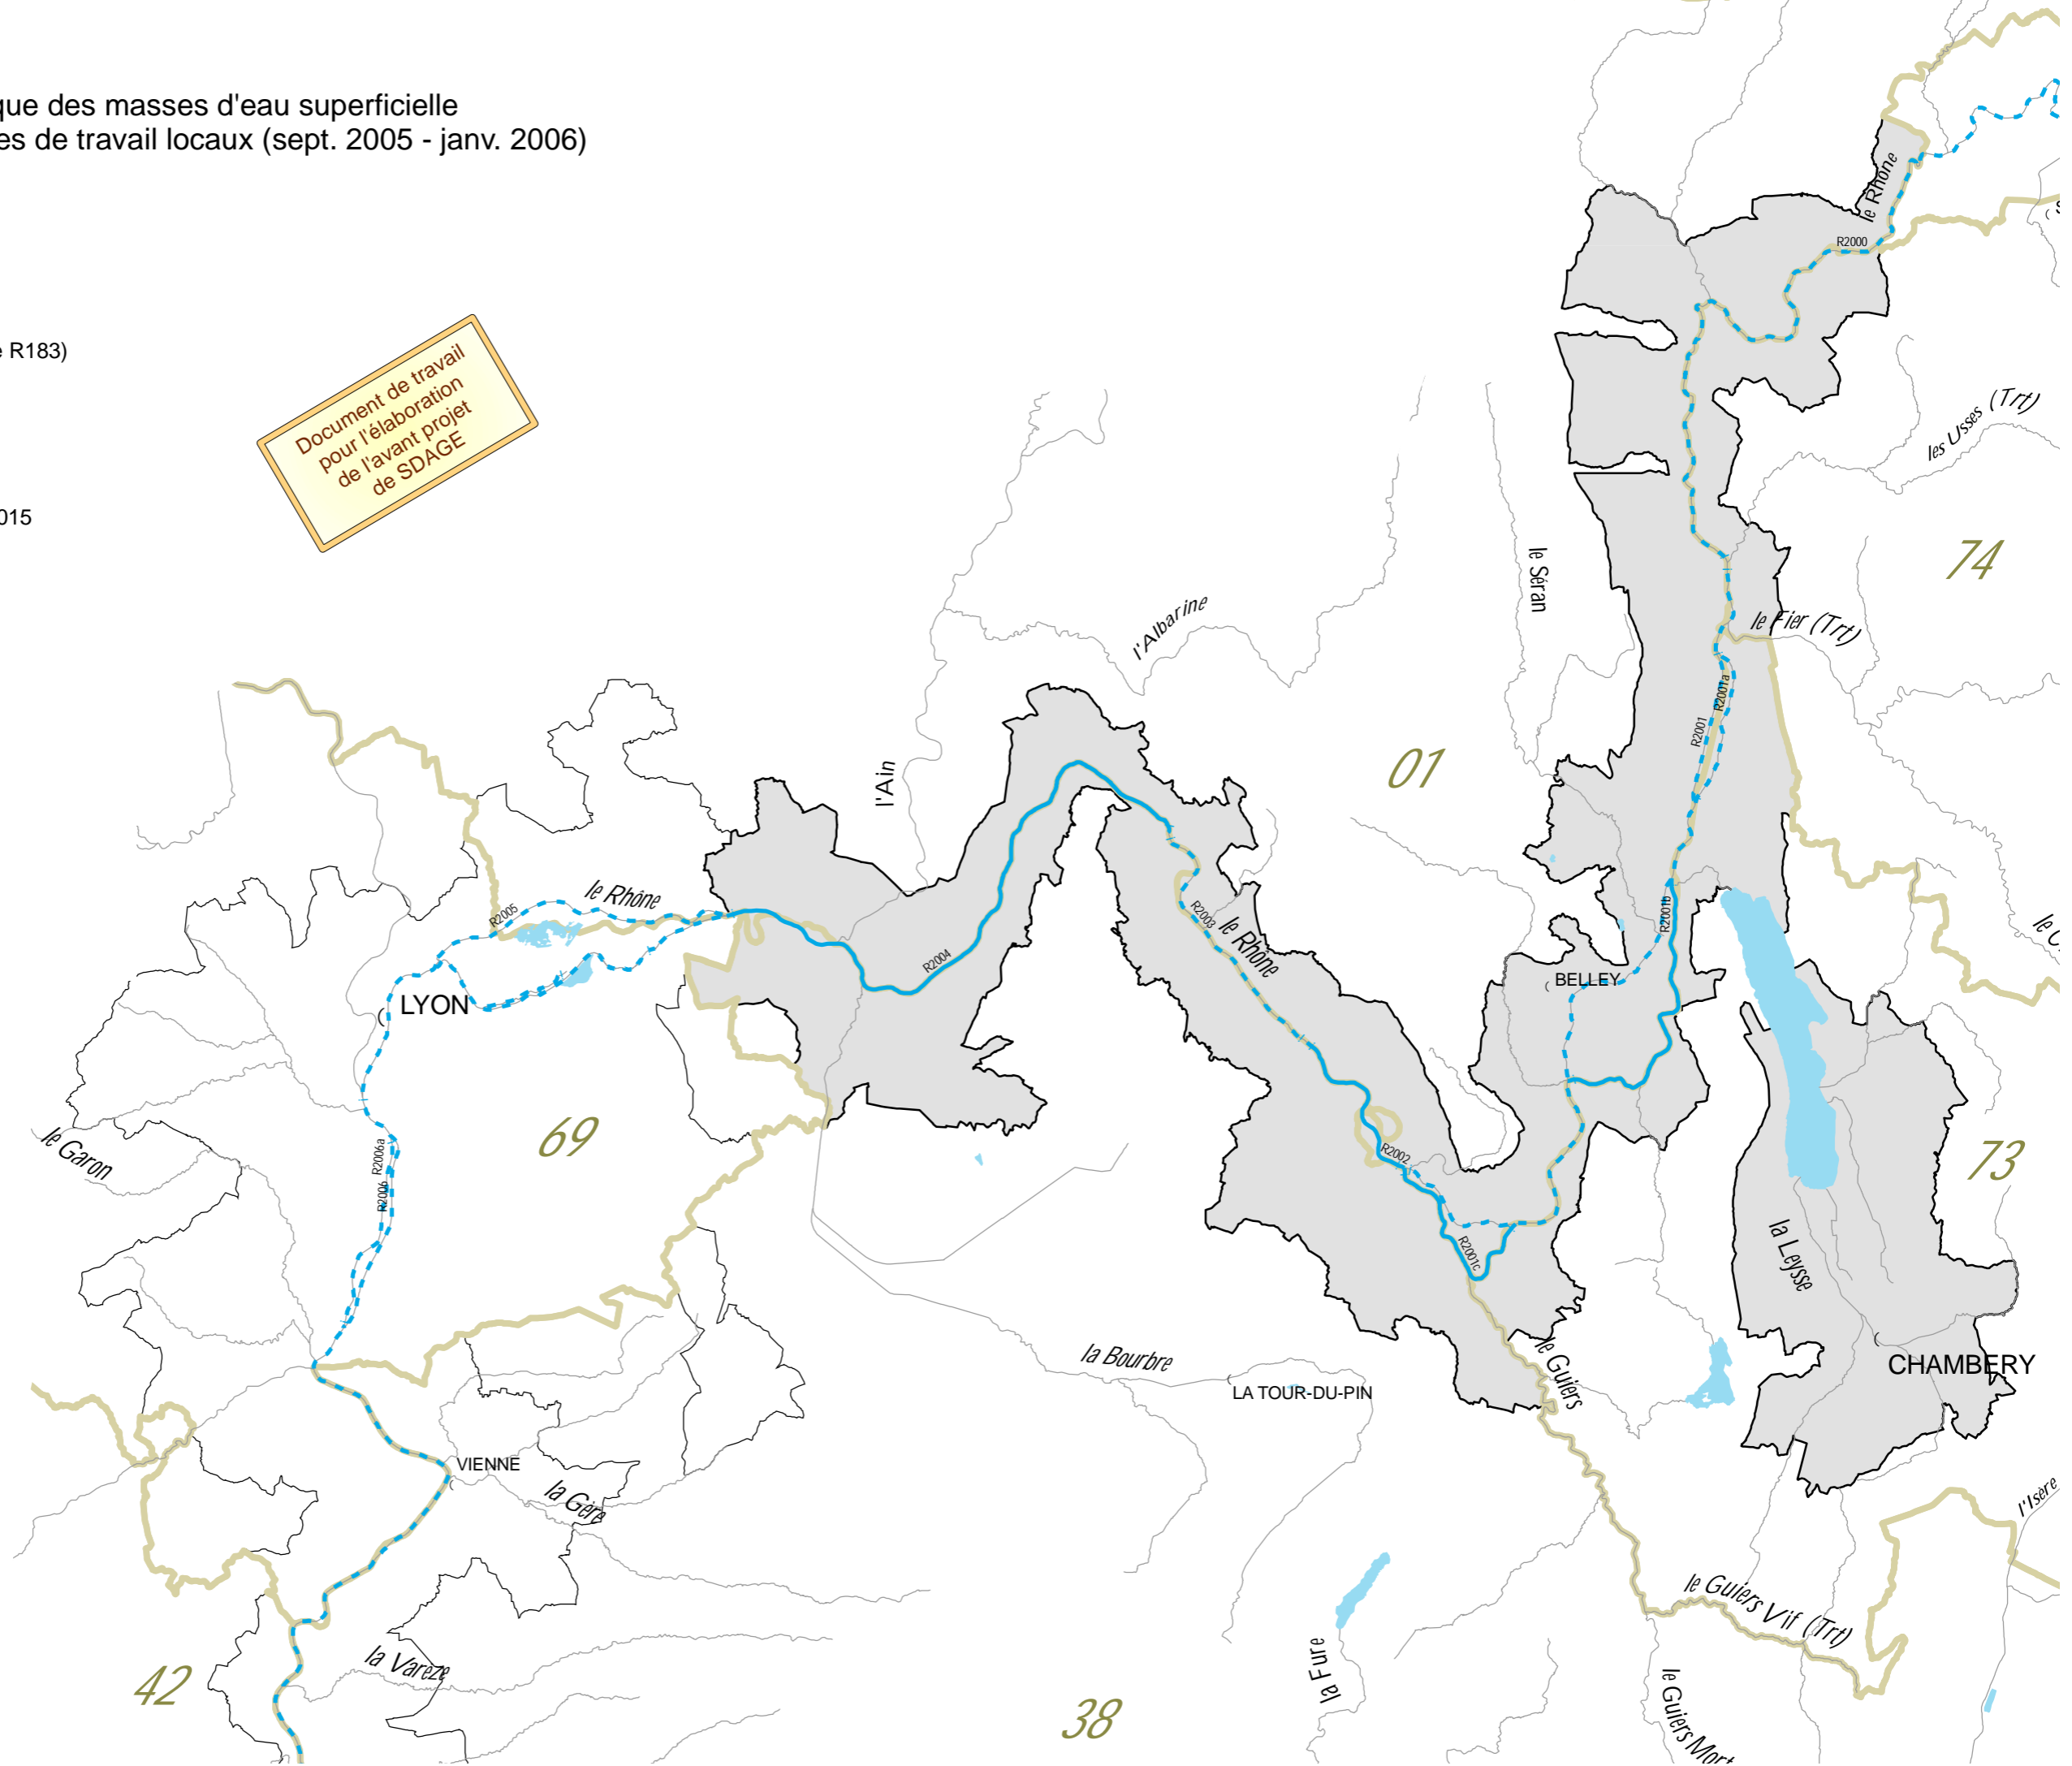 que des masses d'eau superficielle
es de travail locaux (sept. 2005 - janv. 2006)
R183)
015
Document de travail
pour l'élaboration
de l'avant projet
de SDAGE
le Rhône
R2000
les Usses (Trt)
74
le Séran
le Fier (Trt)
l'Albarine
R2001a
R2001
01
l'Ain
le Rhône
R2005
R2003
le Rhône
R2001b
R2004
BELLEY
LYON
69
le Garon
R2006a
R2006
R2002
R2001c
73
la Leysse
le Guiers
la Bourbre
LA TOUR-DU-PIN
CHAMBERY
VIENNE
la Gère
l'Isère
le Guiers Vif (Trt)
la Varèze
la Fure
42
38
le Guiers Mort